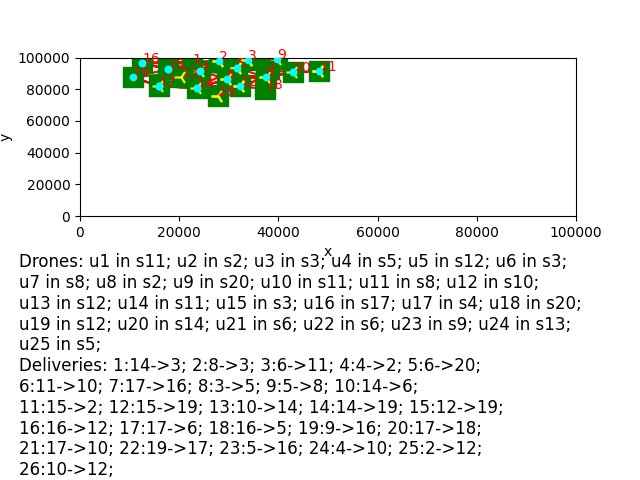 16 1 2 3 9
100000
80000
60000
40000
20000
0
y
0 20000 40000 60000 80000 100000
x
Drones: u1 in s11; u2 in s2; u3 in s3; u4 in s5; u5 in s12; u6 in s3;
u7 in s8; u8 in s2; u9 in s20; u10 in s11; u11 in s8; u12 in s10;
u13 in s12; u14 in s11; u15 in s3; u16 in s17; u17 in s4; u18 in s20;
u19 in s12; u20 in s14; u21 in s6; u22 in s6; u23 in s9; u24 in s13;
u25 in s5;
Deliveries: 1:14->3; 2:8->3; 3:6->11; 4:4->2; 5:6->20;
6:11->10; 7:17->16; 8:3->5; 9:5->8; 10:14->6;
11:15->2; 12:15->19; 13:10->14; 14:14->19; 15:12->19;
16:16->12; 17:17->6; 18:16->5; 19:9->16; 20:17->18;
21:17->10; 22:19->17; 23:5->16; 24:4->10; 25:2->12;
26:10->12;